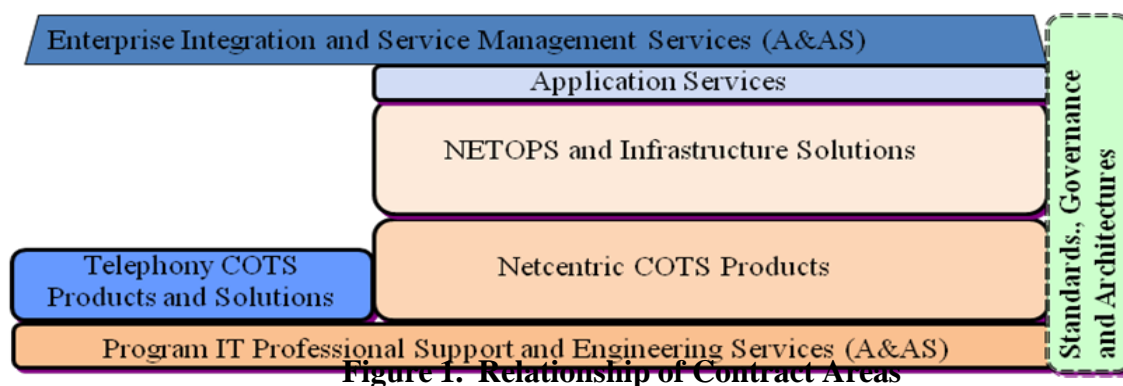 Enterprise Integration and Service Management Services (A&AS)
Application Services
NETOPS and Infrastructure Solutions
Telephony COTS
Products and Solutions
Netcentric COTS Products
Program IT Professional Support and Engineering Services (A&AS)
Standards., Governance
and Architectures
Figure 1. Relationship of Contract Areas